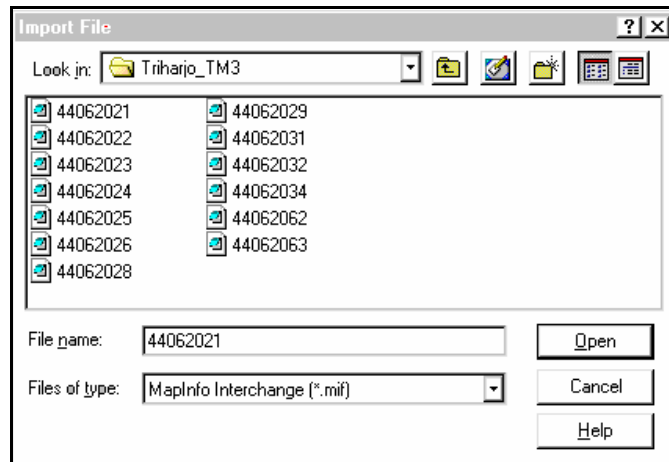 Import File
Look in: Triharjo_TM3
44062021 44062029
44062022 44062031
44062023 44062032
44062024 44062034
44062025 44062062
44062026 44062063
44062028
File name: 44062021 Open
Files of type: MapInfo Interchange (*.mif) Cancel
Help